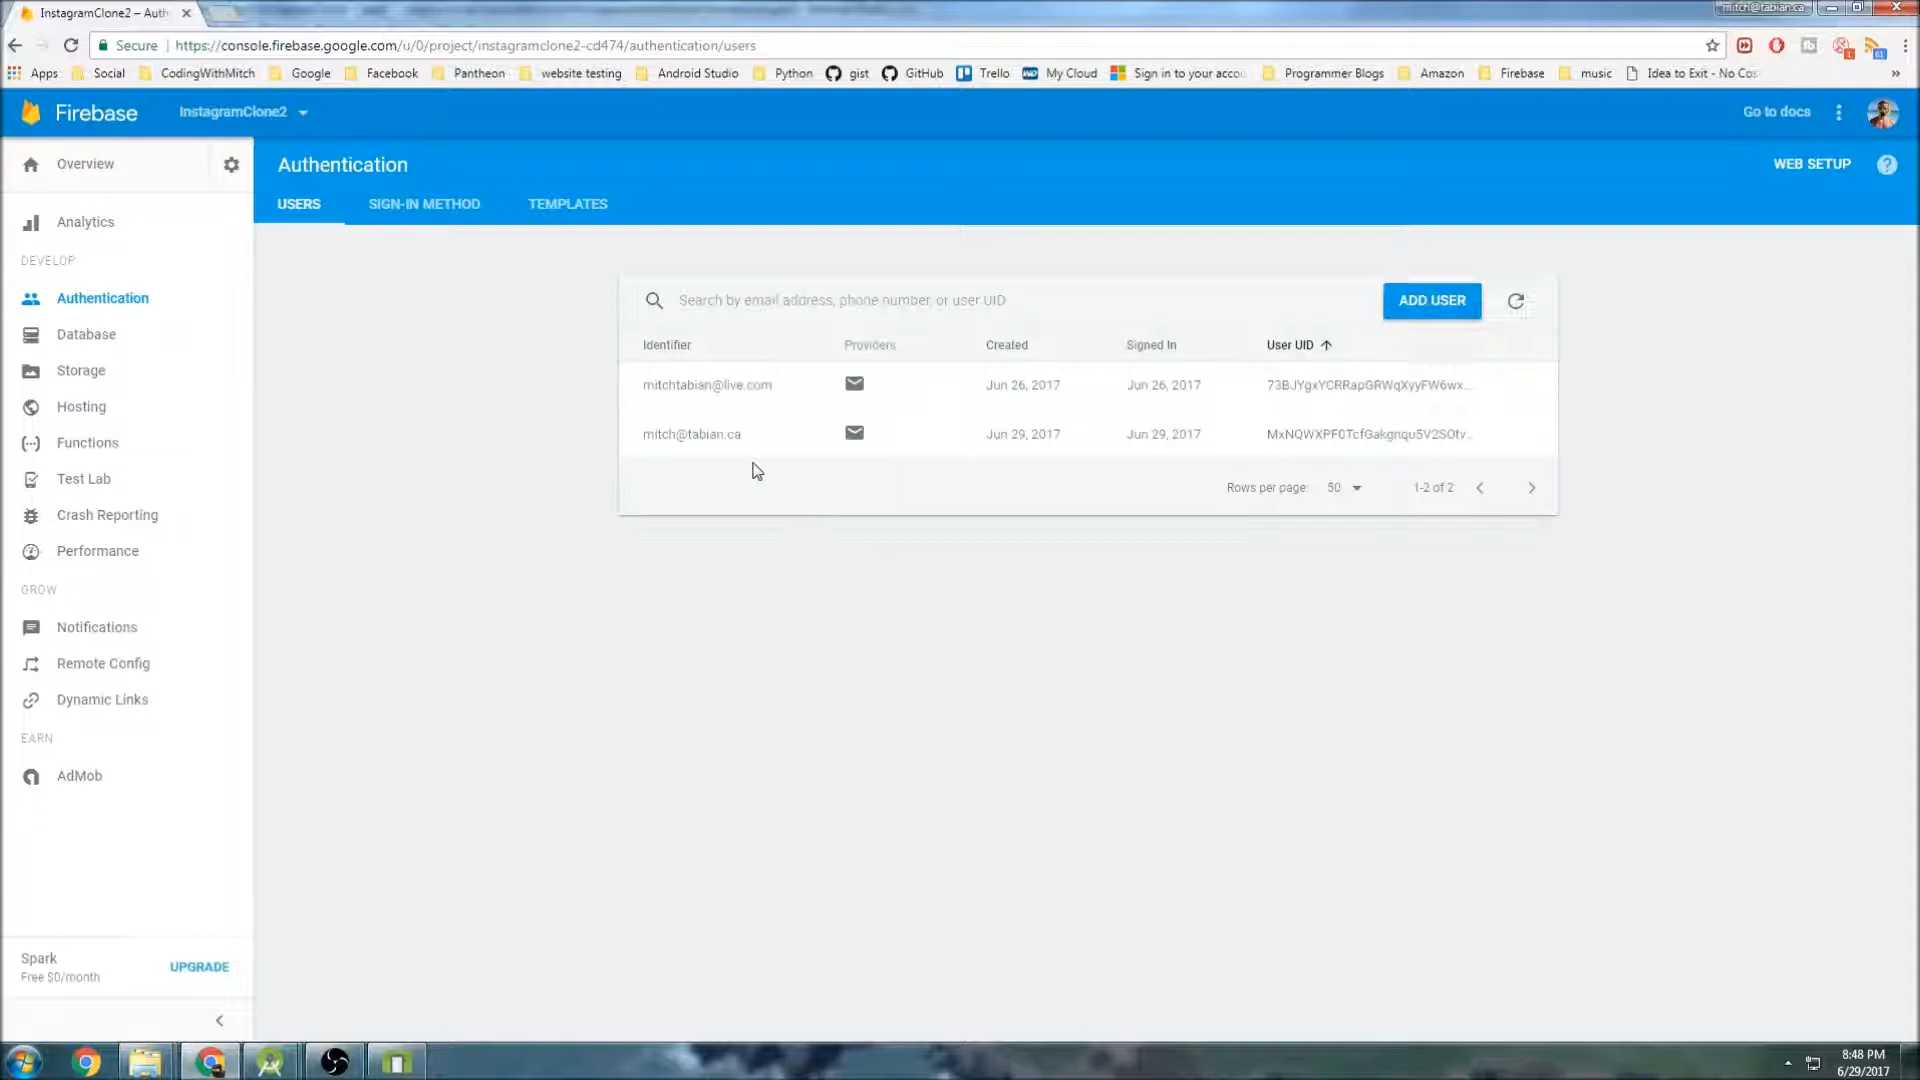 InstagramClone2 – Auth
mitch@tabian.ca
Secure
https://console.firebase.google.com/u/0/project/instagramclone2-cd474/authentication/users
Apps
Social
CodingWithMitch
Google
Facebook
Pantheon
website testing
Android Studio
Python
gist
GitHub
Trello
My Cloud
Sign in to your accou
Programmer Blogs
Amazon
Firebase
music
Idea to Exit - No Cos
»
Firebase
InstagramClone2
Go to docs
Overview
Authentication
WEB SETUP
USERS
SIGN-IN METHOD
TEMPLATES
Analytics
DEVELOP
Authentication
Database
Storage
Hosting
Functions
Test Lab
Crash Reporting
Performance
GROW
Notifications
Remote Config
Dynamic Links
EARN
AdMob
Spark
Free $0/month
UPGRADE
Search by email address, phone number, or user UID
ADD USER
Identifier Providers Created Signed In User UID
mitchtabian@live.com Jun 26, 2017 Jun 26, 2017 73BJYgxYCRRapGRWqXyyFW6wx...
mitch@tabian.ca Jun 29, 2017 Jun 29, 2017 MxNQWXPF0TcfGakgnqu5V2SOtv...
Rows per page: 50 1-2 of 2
8:48 PM
6/29/2017